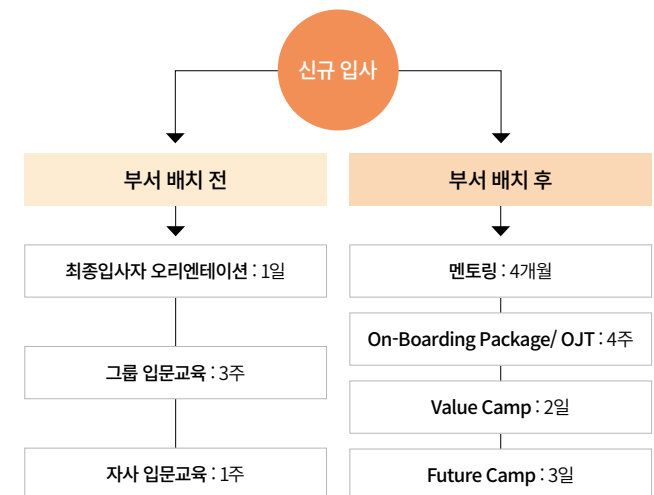 신규 입사
부서 배치 전
최종입사자 오리엔테이션 : 1일
그룹 입문교육 : 3주
자사 입문교육 : 1주
부서 배치 후
멘토링 : 4개월
On-Boarding Package/ OJT : 4주
Value Camp : 2일
Future Camp : 3일